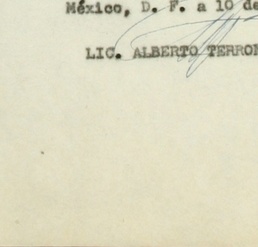 México, D. F. a 10 de
LIC. ALBERTO TERRON